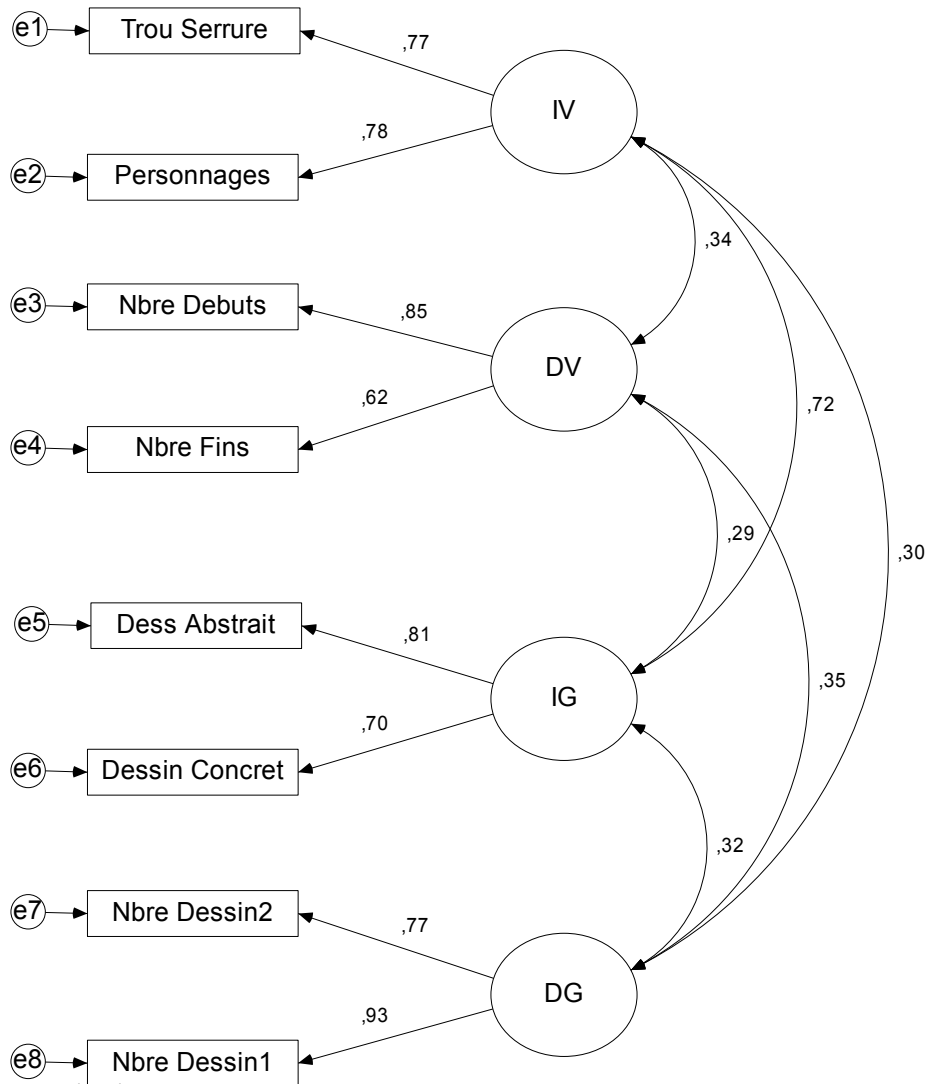 e1
Trou Serrure
,77
IV
,78
e2
Personnages
,34
e3
Nbre Debuts
,85
DV
,62
,72
e4
Nbre Fins
,29
,30
e5
Dess Abstrait
,81
,35
IG
,70
e6
Dessin Concret
,32
e7
Nbre Dessin2
,77
DG
,93
e8
Nbre Dessin1